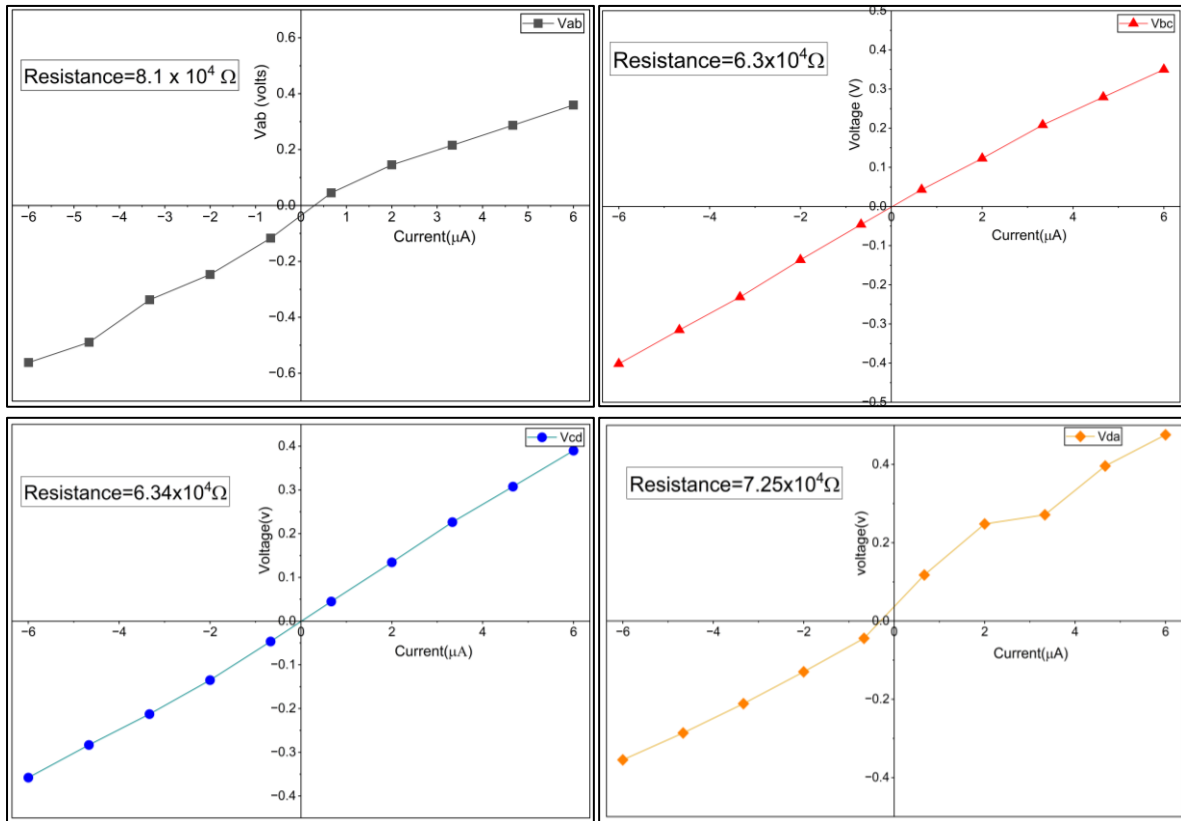 Vab
Resistance=8.1 x 10⁴ Ω
Vab (volts)
0.6
0.4
0.2
0.0
−0.2
−0.4
−0.6
−6 −5 −4 −3 −2 −1 0 1 2 3 4 5 6
Current(μA)
Vbc
Resistance=6.3x10⁴Ω
Voltage (V)
0.5
0.4
0.3
0.2
0.1
0.0
−0.1
−0.2
−0.3
−0.4
−0.5
−6 −4 −2 0 2 4 6
Current(μA)
Vcd
Resistance=6.34x10⁴Ω
Voltage(v)
0.4
0.3
0.2
0.1
0.0
−0.1
−0.2
−0.3
−0.4
−6 −4 −2 0 2 4 6
Current(μA)
Vda
Resistance=7.25x10⁴Ω
voltage(v)
0.4
0.2
0.0
−0.2
−0.4
−6 −4 −2 0 2 4 6
Current(μA)